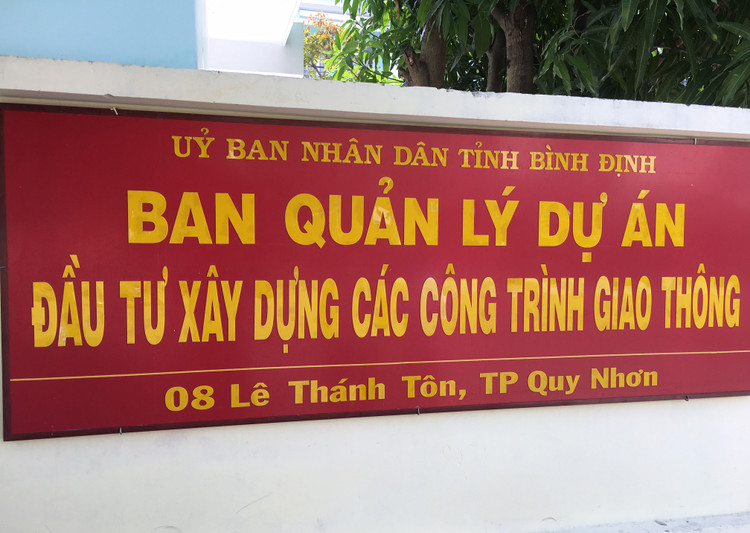 UỶ BAN NHÂN DÂN TỈNH BÌNH ĐỊNH
BAN QUẢN LÝ DỰ ÁN
ĐẦU TƯ XÂY DỰNG CÁC CÔNG TRÌNH GIAO THÔNG
08 Lê Thánh Tôn, TP Quy Nhơn